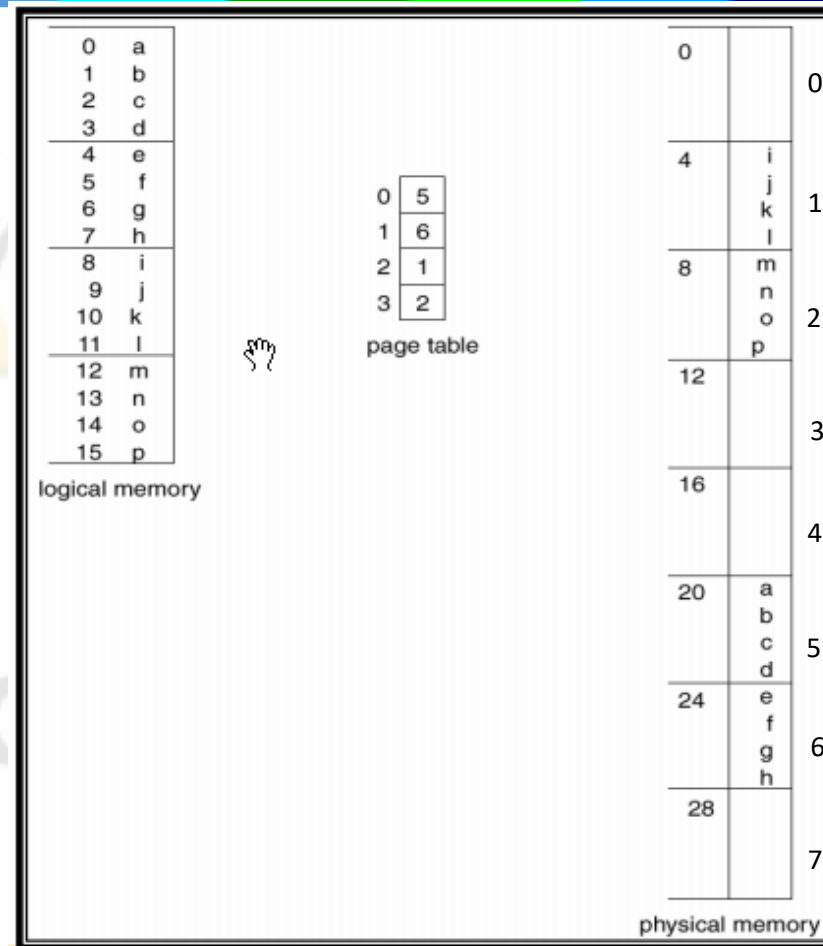 0 a
1 b
2 c
3 d
4 e
5 f
6 g
7 h
8 i
9 j
10 k
11 l
12 m
13 n
14 o
15 p
logical memory
0 5
1 6
2 1
3 2
page table
0
0
4 i
j
k
1
l
8 m
n
o
2
p
12
3
16
4
20 a
b
c
5
d
24 e
f
g
6
h
28
7
physical memory